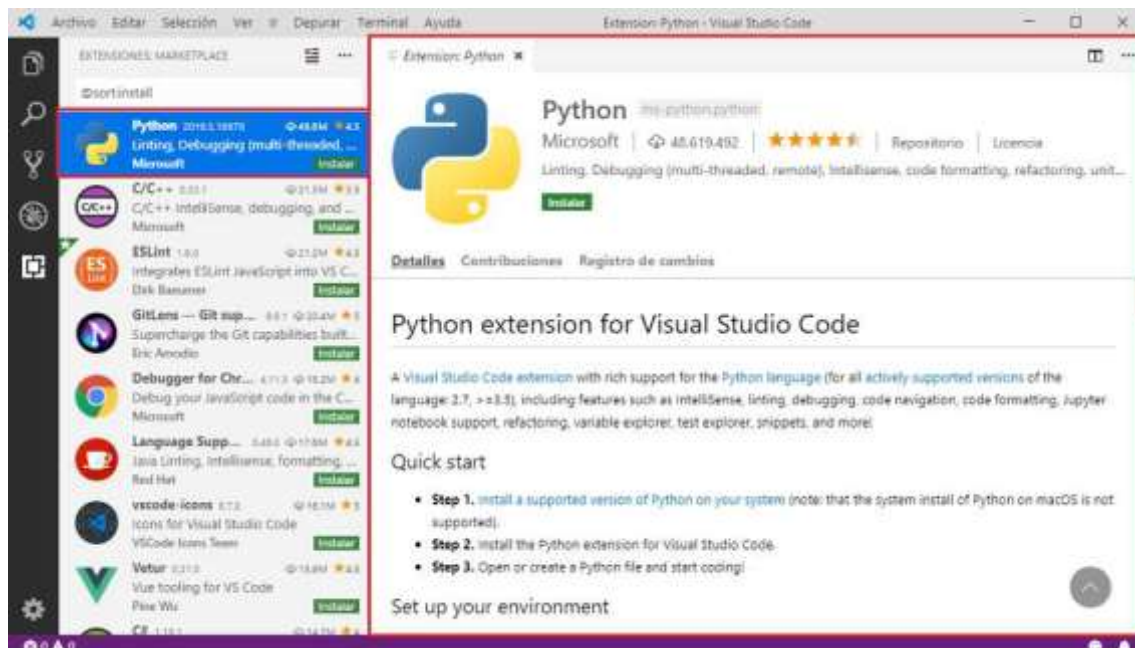 Archivo Editar Selección Ver Ir Depurar Terminal Ayuda
Extension: Python - Visual Studio Code
EXTENSIONES: MARKETPLACE
@sort:install
Python 48.6M 4.5
Linting, Debugging (multi-threaded, ...
Microsoft Instalar
C/C++
C/C++ IntelliSense, debugging, and ...
Microsoft Instalar
ESLint
Integrates ESLint JavaScript into VS C...
Dirk Baeumer Instalar
GitLens — Git sup...
Supercharge the Git capabilities built...
Eric Amodio Instalar
Debugger for Chr...
Debug your JavaScript code in the C...
Microsoft Instalar
Language Supp...
Java Linting, Intellisense, formatting, ...
Red Hat Instalar
vscode-icons
Icons for Visual Studio Code
VSCode Icons Team Instalar
Vetur
Vue tooling for VS Code
Pine Wu Instalar
C#
Extension: Python
Python ms-python.python
Microsoft 48.619.492 Repositorio Licencia
Linting, Debugging (multi-threaded, remote), Intellisense, code formatting, refactoring, unit...
Instalar
Detalles Contribuciones Registro de cambios
Python extension for Visual Studio Code
A Visual Studio Code extension with rich support for the Python language (for all actively supported versions of the
language: 2.7, >=3.5), including features such as IntelliSense, linting, debugging, code navigation, code formatting, Jupyter
notebook support, refactoring, variable explorer, test explorer, snippets, and more!
Quick start
• Step 1. Install a supported version of Python on your system (note: that the system install of Python on macOS is not
supported).
• Step 2. Install the Python extension for Visual Studio Code.
• Step 3. Open or create a Python file and start coding!
Set up your environment